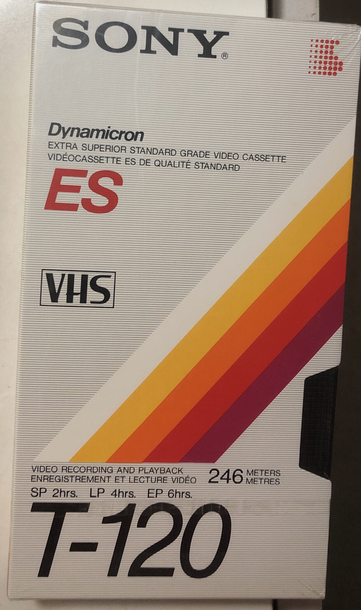 SONY®
Dynamicron
EXTRA SUPERIOR STANDARD GRADE VIDEO CASSETTE
VIDÉOCASSETTE ES DE QUALITÉ STANDARD
ES
VHS
VIDEO RECORDING AND PLAYBACK
ENREGISTREMENT ET LECTURE VIDÉO
246 METERS
METRES
SP 2hrs. LP 4hrs. EP 6hrs.
T-120